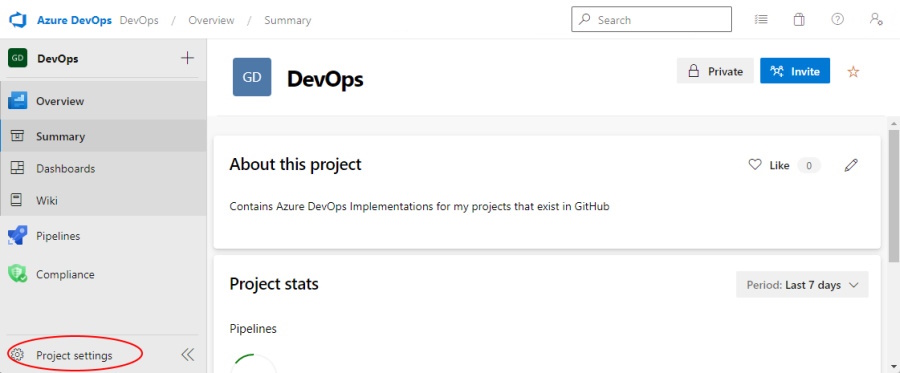 Azure DevOps DevOps / Overview / Summary Search
GD DevOps +
GD DevOps Private Invite
Overview
Summary
Dashboards
Wiki
Pipelines
Compliance
Project settings
About this project Like 0
Contains Azure DevOps Implementations for my projects that exist in GitHub
Project stats Period: Last 7 days
Pipelines